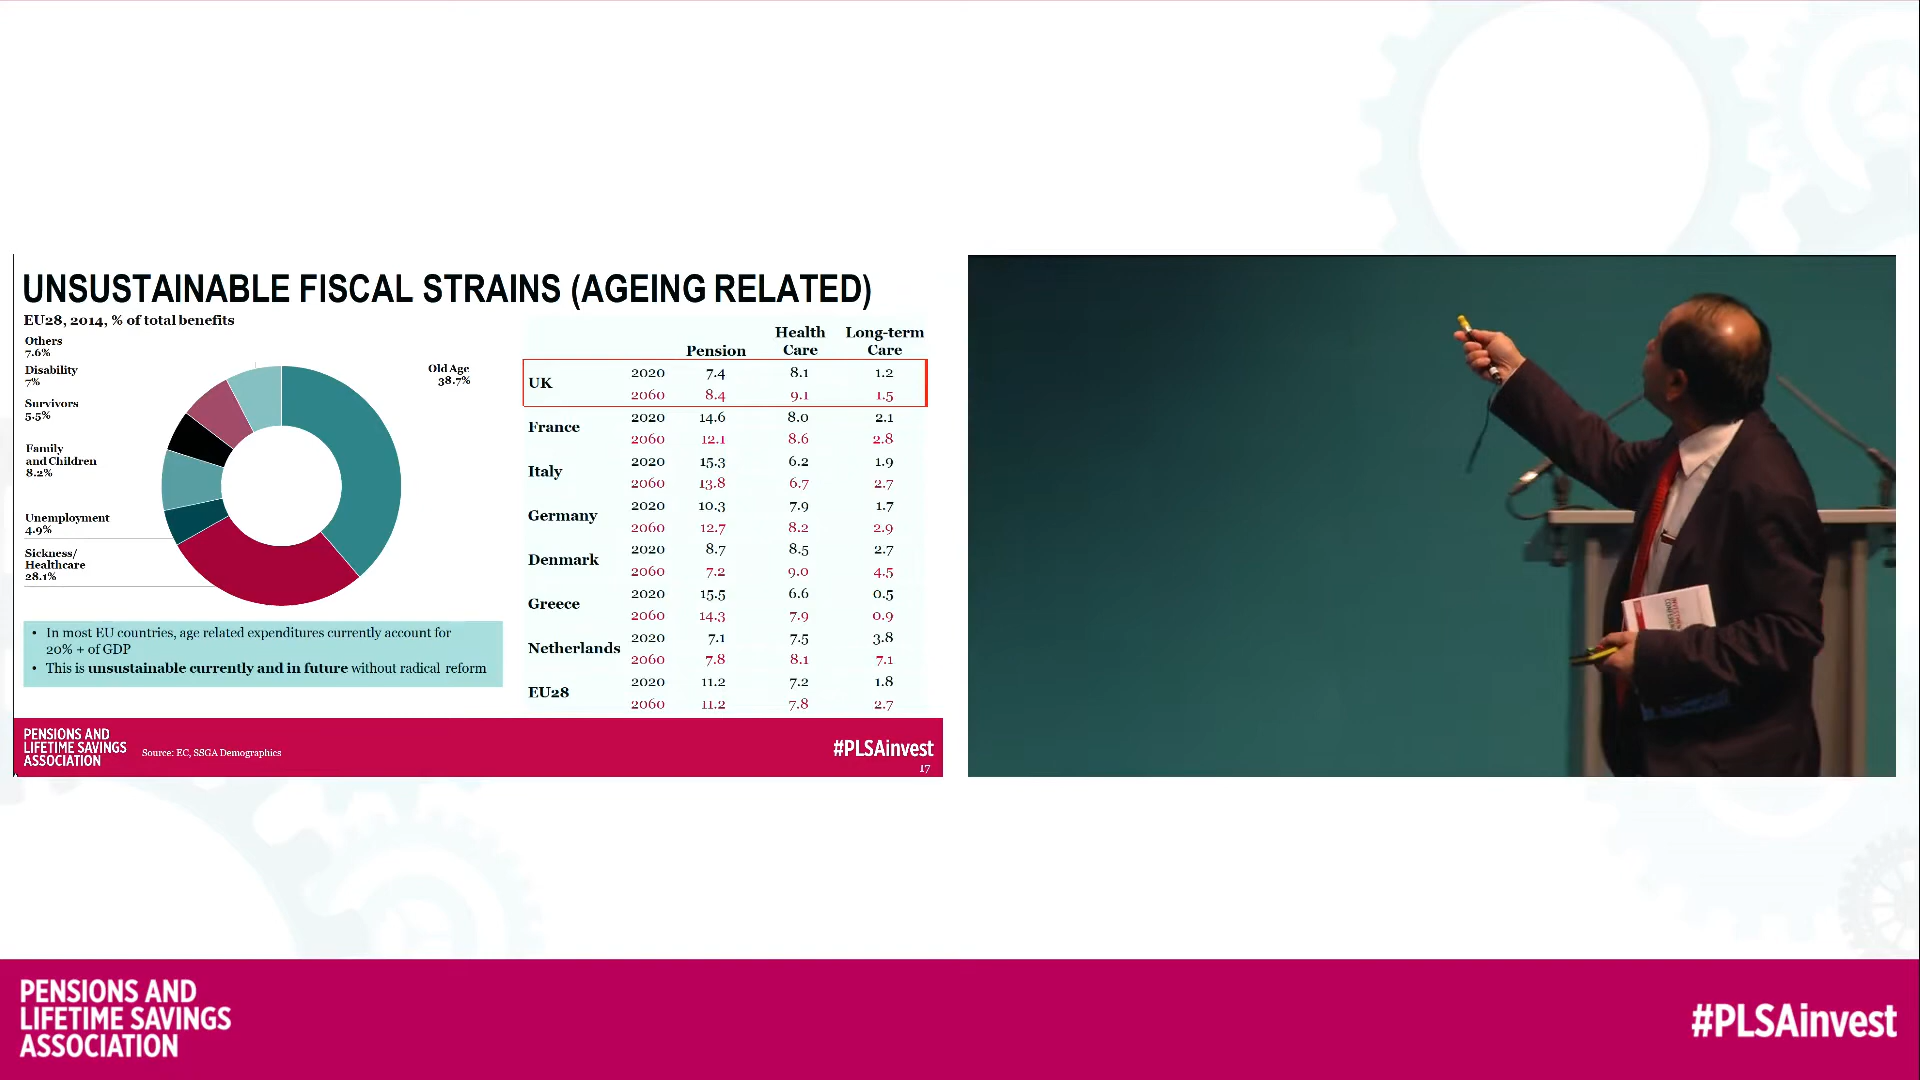 UNSUSTAINABLE FISCAL STRAINS (AGEING RELATED)
EU28, 2014, % of total benefits
Others
7.6%
Disability
7%
Survivors
5.5%
Family
and Children
8.2%
Unemployment
4.9%
Sickness/
Healthcare
28.1%
Old Age
38.7%
• In most EU countries, age related expenditures currently account for
20% + of GDP
• This is unsustainable currently and in future without radical reform
Pension Health Care Long-term Care
UK 2020 7.4 8.1 1.2
2060 8.4 9.1 1.5
France 2020 14.6 8.0 2.1
2060 12.1 8.6 2.8
Italy 2020 15.3 6.2 1.9
2060 13.8 6.7 2.7
Germany 2020 10.3 7.9 1.7
2060 12.7 8.2 2.9
Denmark 2020 8.7 8.5 2.7
2060 7.2 9.0 4.5
Greece 2020 15.5 6.6 0.5
2060 14.3 7.9 0.9
Netherlands 2020 7.1 7.5 3.8
2060 7.8 8.1 7.1
EU28 2020 11.2 7.2 1.8
2060 11.2 7.8 2.7
PENSIONS AND
LIFETIME SAVINGS
ASSOCIATION
Source: EC, SSGA Demographics
#PLSAinvest
17
PENSIONS AND
LIFETIME SAVINGS
ASSOCIATION
#PLSAinvest